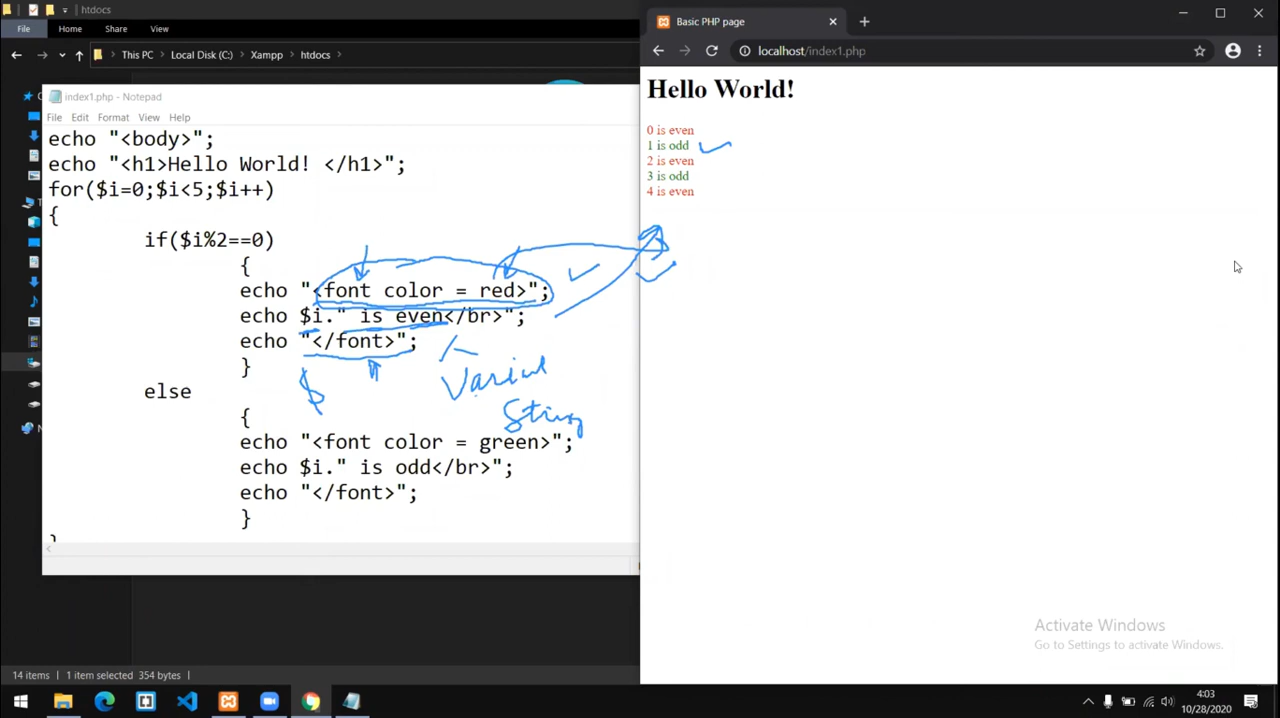 htdocs
File Home Share View
This PC > Local Disk (C:) > Xampp > htdocs >
index1.php - Notepad
File Edit Format View Help
echo "<body>";
echo "<h1>Hello World! </h1>";
for($i=0;$i<5;$i++)
{
if($i%2==0)
{
echo "<font color = red>";
echo $i." is even</br>";
echo "</font>";
}
else
{
echo "<font color = green>";
echo $i." is odd</br>";
echo "</font>";
}
}
$
String
14 items 1 item selected 354 bytes
Basic PHP page
localhost/index1.php
Hello World!
0 is even
1 is odd
2 is even
3 is odd
4 is even
Activate Windows
Go to Settings to activate Windows.
4:03
10/28/2020